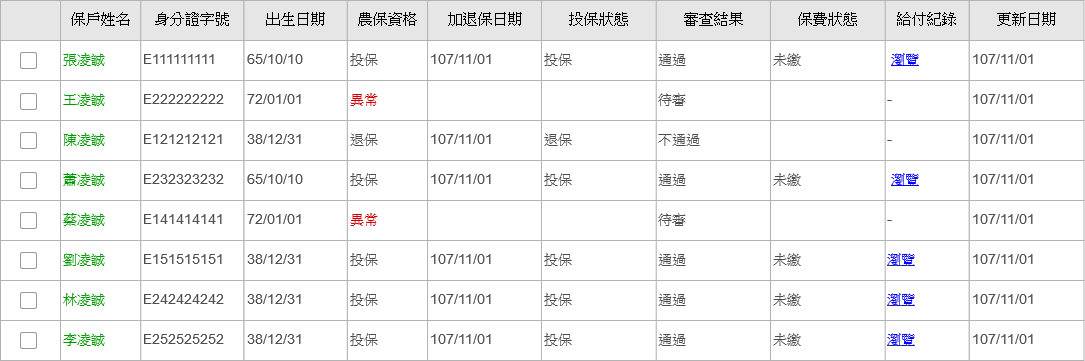 保戶姓名 身分證字號 出生日期 農保資格 加退保日期 投保狀態 審查結果 保費狀態 給付紀錄 更新日期
張凌誠 E111111111 65/10/10 投保 107/11/01 投保 通過 未繳 瀏覽 107/11/01
王凌誠 E222222222 72/01/01 異常 待審 - 107/11/01
陳凌誠 E121212121 38/12/31 退保 107/11/01 退保 不通過 - 107/11/01
蕭凌誠 E232323232 65/10/10 投保 107/11/01 投保 通過 未繳 瀏覽 107/11/01
蔡凌誠 E141414141 72/01/01 異常 待審 - 107/11/01
劉凌誠 E151515151 38/12/31 投保 107/11/01 投保 通過 未繳 瀏覽 107/11/01
林凌誠 E242424242 38/12/31 投保 107/11/01 投保 通過 未繳 瀏覽 107/11/01
李凌誠 E252525252 38/12/31 投保 107/11/01 投保 通過 未繳 瀏覽 107/11/01